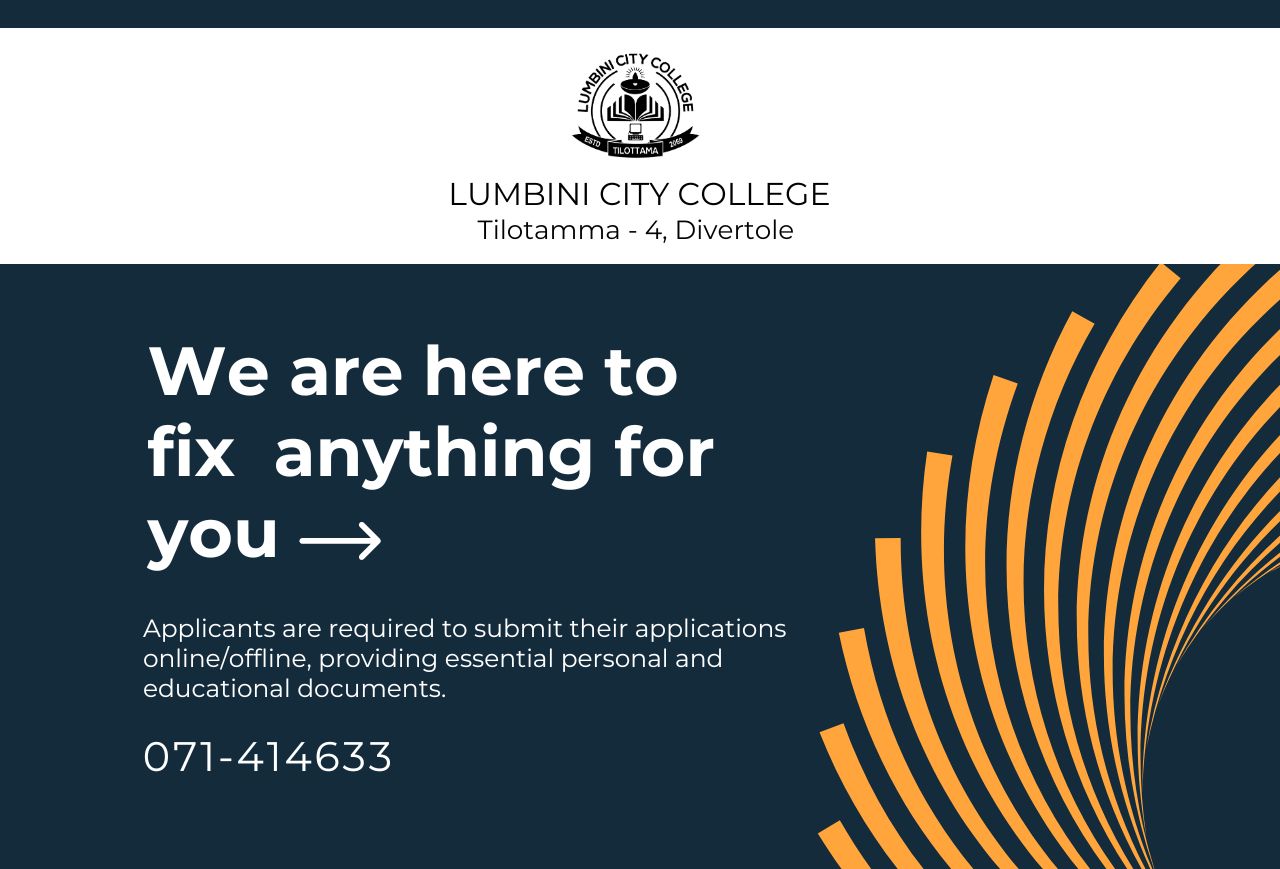 LUMBINI CITY COLLEGE
ESTD TILOTTAMA 2059
LUMBINI CITY COLLEGE
Tilotamma - 4, Divertole
We are here to
fix  anything for
you
Applicants are required to submit their applications
online/offline, providing essential personal and
educational documents.
071-414633